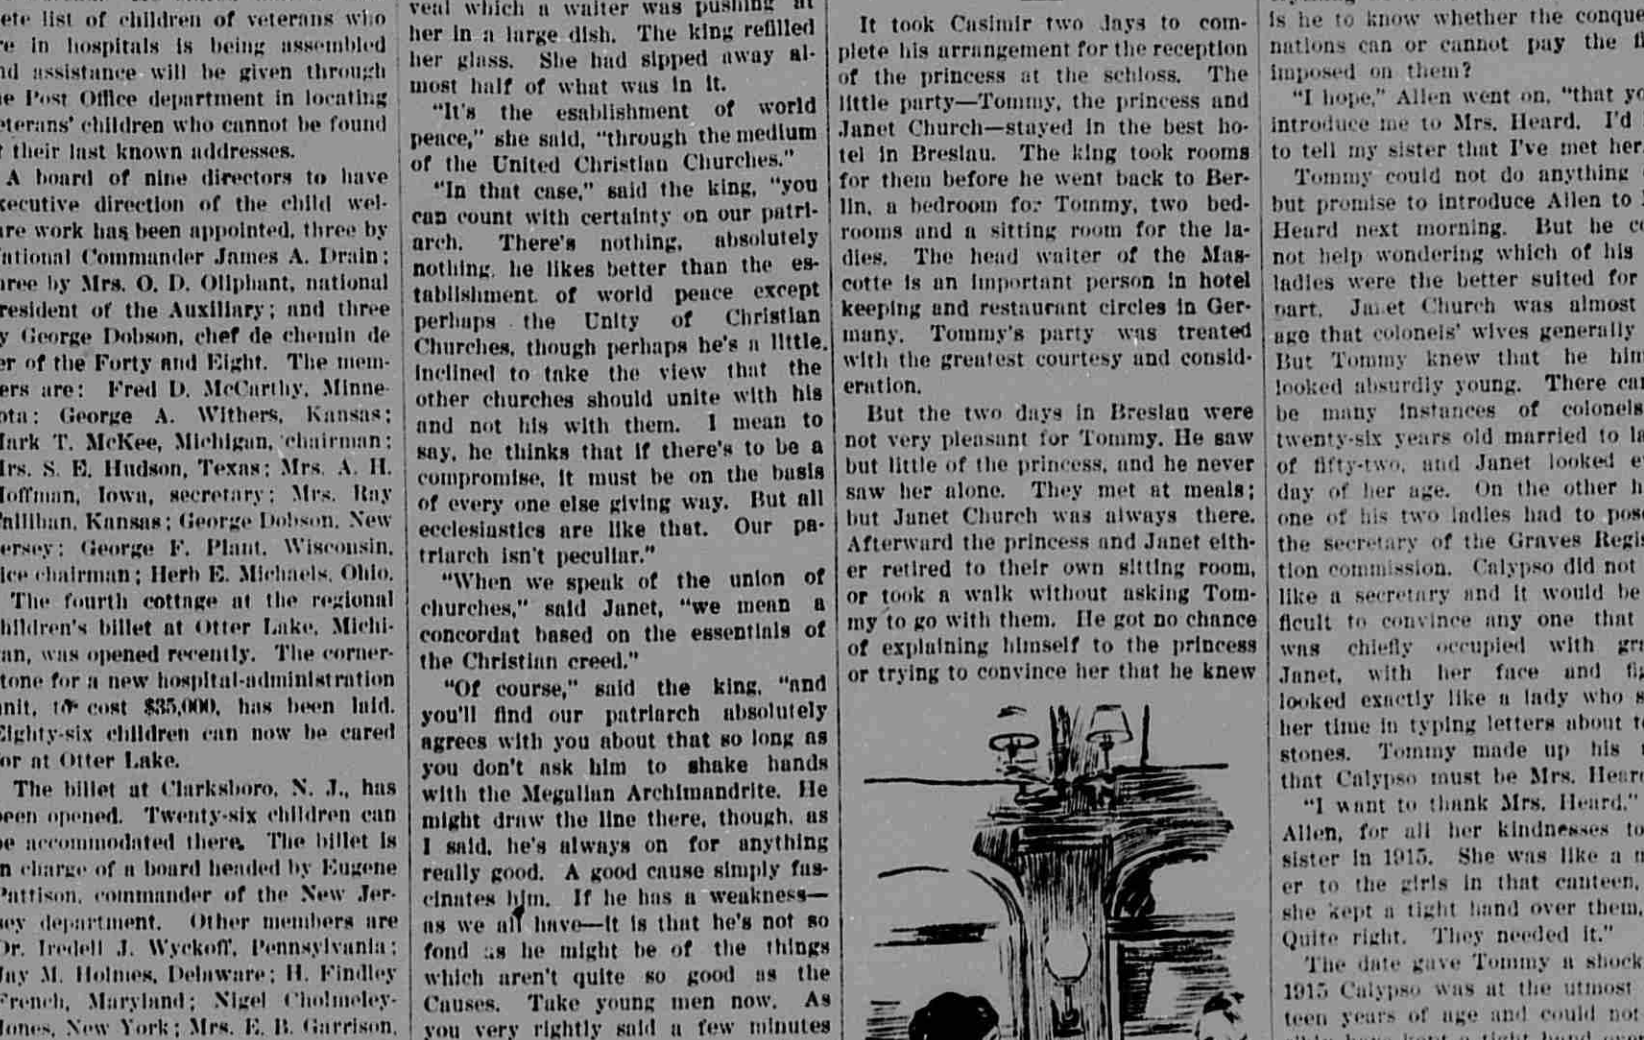 ete list of children of veterans who
re in hospitals is being assembled
nd assistance will be given through
e Post Office department in locating
eterans' children who cannot be found
t their last known addresses.
A board of nine directors to have
xecutive direction of the child wel-
are work has been appointed, three by
ational Commander James A. Drain;
hree by Mrs. O. D. Oliphant, national
resident of the Auxiliary; and three
y George Dobson, chef de chemin de
er of the Forty and Eight. The mem-
ers are: Fred D. McCarthy, Minne-
ota; George A. Withers, Kansas;
Mark T. McKee, Michigan, chairman;
Mrs. S. E. Hudson, Texas; Mrs. A. H.
Hoffman, Iowa, secretary; Mrs. Ray
allihan, Kansas; George Dobson, New
ersey; George F. Plant, Wisconsin,
ice chairman; Herb E. Michaels, Ohio.
The fourth cottage at the regional
hildren's billet at Otter Lake, Michi-
an, was opened recently. The corner-
tone for a new hospital-administration
unit, to cost $35,000, has been laid.
Eighty-six children can now be cared
or at Otter Lake.
The billet at Clarksboro, N. J., has
een opened. Twenty-six children can
e accommodated there. The billet is
n charge of a board headed by Eugene
Pattison, commander of the New Jer-
sey department. Other members are
Dr. Iredell J. Wyckoff, Pennsylvania;
Jay M. Holmes, Delaware; H. Findley
French, Maryland; Nigel Cholmeley-
Jones, New York; Mrs. E. B. Garrison,
veal which a waiter was pushing at
her in a large dish. The king refilled
her glass. She had sipped away al-
most half of what was in it.
"It's the esablishment of world
peace," she said, "through the medium
of the United Christian Churches."
"In that case," said the king, "you
can count with certainty on our patri-
arch. There's nothing, absolutely
nothing, he likes better than the es-
tablishment of world peace except
perhaps the Unity of Christian
Churches, though perhaps he's a little
inclined to take the view that the
other churches should unite with his
and not his with them. I mean to
say, he thinks that if there's to be a
compromise, it must be on the basis
of every one else giving way. But all
ecclesiastics are like that. Our pa-
triarch isn't peculiar."
"When we speak of the union of
churches," said Janet, "we mean a
concordat based on the essentials of
the Christian creed."
"Of course," said the king, "and
you'll find our patriarch absolutely
agrees with you about that so long as
you don't ask him to shake hands
with the Megalian Archimandrite. He
might draw the line there, though, as
I said, he's always on for anything
really good. A good cause simply fas-
cinates him. If he has a weakness—
as we all have—it is that he's not so
fond as he might be of the things
which aren't quite so good as the
Causes. Take young men now. As
you very rightly said a few minutes
It took Casimir two days to com-
plete his arrangement for the reception
of the princess at the schloss. The
little party—Tommy, the princess and
Janet Church—stayed in the best ho-
tel in Breslau. The king took rooms
for them before he went back to Ber-
lin, a bedroom for Tommy, two bed-
rooms and a sitting room for the la-
dies. The head waiter of the Mas-
cotte is an important person in hotel
keeping and restaurant circles in Ger-
many. Tommy's party was treated
with the greatest courtesy and consid-
eration.
But the two days in Breslau were
not very pleasant for Tommy. He saw
but little of the princess, and he never
saw her alone. They met at meals;
but Janet Church was always there.
Afterward the princess and Janet eith-
er retired to their own sitting room,
or took a walk without asking Tom-
my to go with them. He got no chance
of explaining himself to the princess
or trying to convince her that he knew
is he to know whether the conque
nations can or cannot pay the fi
imposed on them?
"I hope," Allen went on, "that yo
introduce me to Mrs. Heard. I'd
to tell my sister that I've met her.
Tommy could not do anything
but promise to introduce Allen to
Heard next morning. But he co
not help wondering which of his
ladies were the better suited for
part. Janet Church was almost
age that colonels' wives generally
But Tommy knew that he him
looked absurdly young. There can
be many instances of colonels
twenty-six years old married to la
of fifty-two, and Janet looked e
day of her age. On the other h
one of his two ladies had to pose
the secretary of the Graves Regis
tion commission. Calypso did not
like a secretary and it would be
ficult to convince any one that
was chiefly occupied with gra
Janet, with her face and fig
looked exactly like a lady who s
her time in typing letters about to
stones. Tommy made up his
that Calypso must be Mrs. Heard
"I want to thank Mrs. Heard,"
Allen, for all her kindnesses to
sister in 1915. She was like a m
er to the girls in that canteen,
she kept a tight hand over them.
Quite right. They needed it."
The date gave Tommy a shock
1915 Calypso was at the utmost
teen years of age and could not